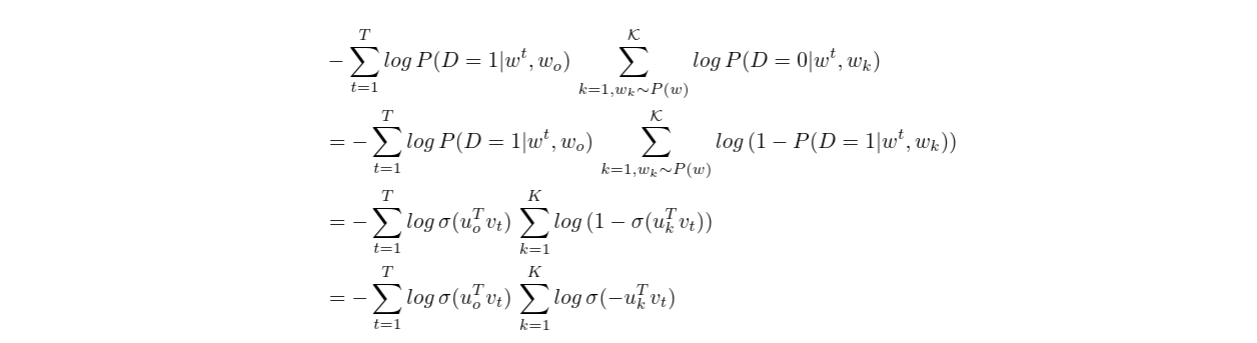 $-\sum_{t=1}^{T} log\, P(D=1|w^t, w_o) \sum_{k=1, w_k \sim P(w)}^{\mathcal{K}} log\, P(D=0|w^t, w_k)$
$= -\sum_{t=1}^{T} log\, P(D=1|w^t, w_o) \sum_{k=1, w_k \sim P(w)}^{\mathcal{K}} log\, (1 - P(D=1|w^t, w_k))$
$= -\sum_{t=1}^{T} log\, \sigma(u_o^T v_t) \sum_{k=1}^{K} log\, (1 - \sigma(u_k^T v_t))$
$= -\sum_{t=1}^{T} log\, \sigma(u_o^T v_t) \sum_{k=1}^{K} log\, \sigma(-u_k^T v_t)$